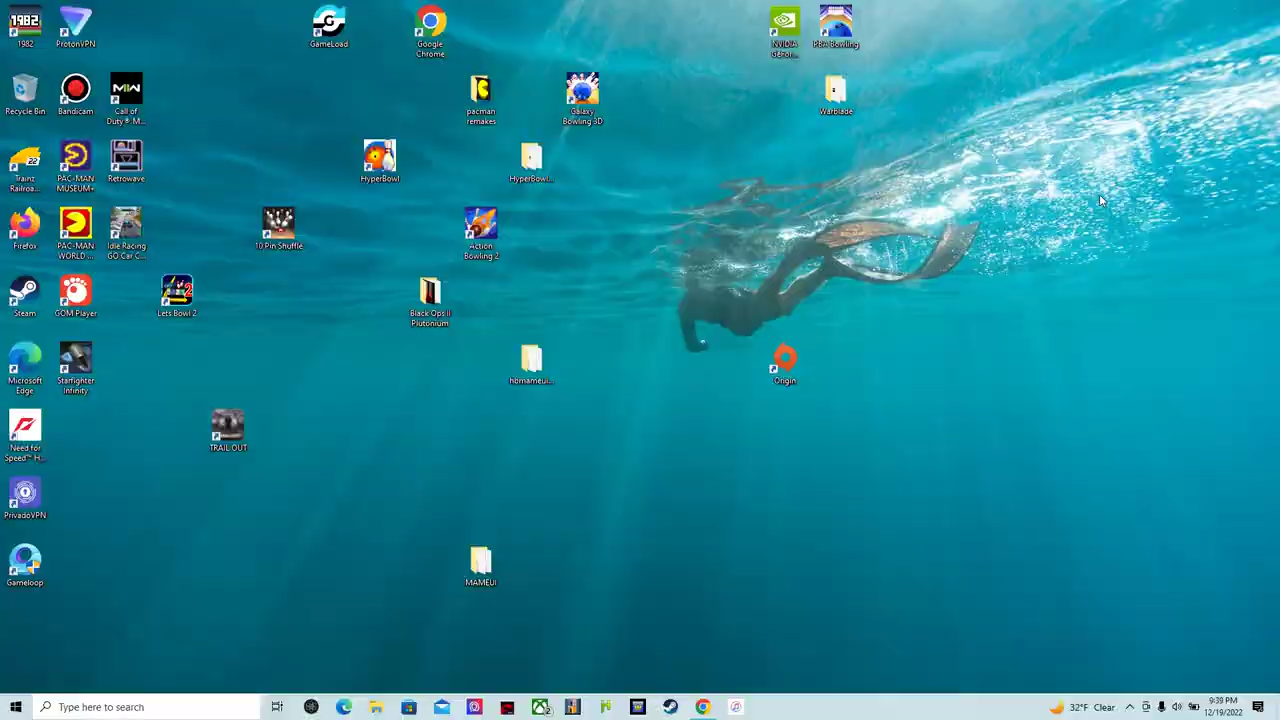 1982
ProtonVPN
GameLoad
Google
Chrome
NVIDIA
GeFor...
PBA Bowling
Recycle Bin
Bandicam
Call of
Duty® M...
pacman
remakes
Galaxy
Bowling 3D
Warblade
Trainz
Railroa...
PAC-MAN
MUSEUM+
Retrowave
HyperBowl
HyperBowl...
Firefox
PAC-MAN
WORLD ...
Idle Racing
GO Car C...
10 Pin Shuffle
Action
Bowling 2
Steam
GOM Player
Lets Bowl 2
Black Ops II
Plutonium
Microsoft
Edge
Starfighter
Infinity
hbmameui...
Origin
Need for
Speed™ H...
TRAIL OUT
PrivadoVPN
Gameloop
MAMEUI
Type here to search
32°F Clear
9:39 PM
12/19/2022